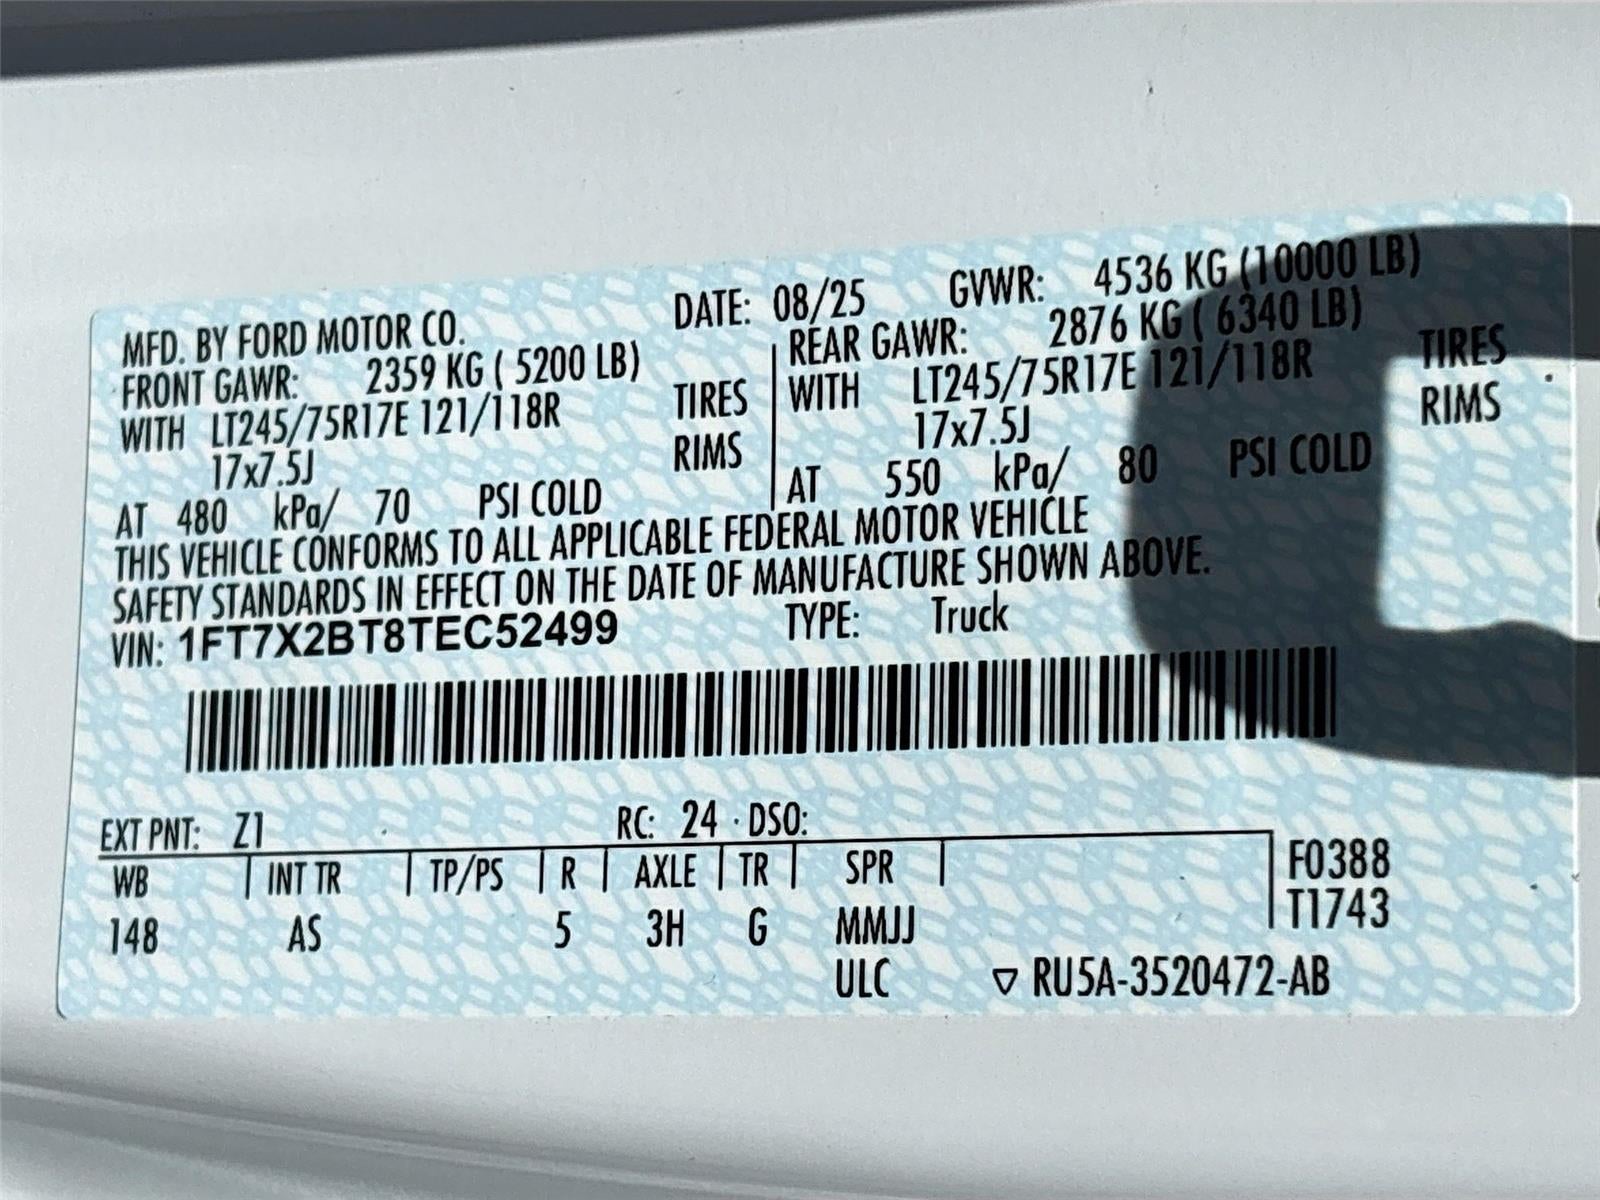 MFD. BY FORD MOTOR CO. DATE: 08/25 GVWR: 4536 KG (10000 LB)
FRONT GAWR: 2359 KG ( 5200 LB) REAR GAWR: 2876 KG ( 6340 LB)
WITH LT245/75R17E 121/118R TIRES WITH LT245/75R17E 121/118R TIRES
17x7.5J RIMS 17x7.5J RIMS
AT 480 kPa/ 70 PSI COLD AT 550 kPa/ 80 PSI COLD
THIS VEHICLE CONFORMS TO ALL APPLICABLE FEDERAL MOTOR VEHICLE
SAFETY STANDARDS IN EFFECT ON THE DATE OF MANUFACTURE SHOWN ABOVE.
VIN: 1FT7X2BT8TEC52499 TYPE: Truck
EXT PNT: Z1 RC: 24 DSO:
WB INT TR TP/PS R AXLE TR SPR F0388
148 AS 5 3H G MMJJ T1743
ULC ▽ RU5A-3520472-AB